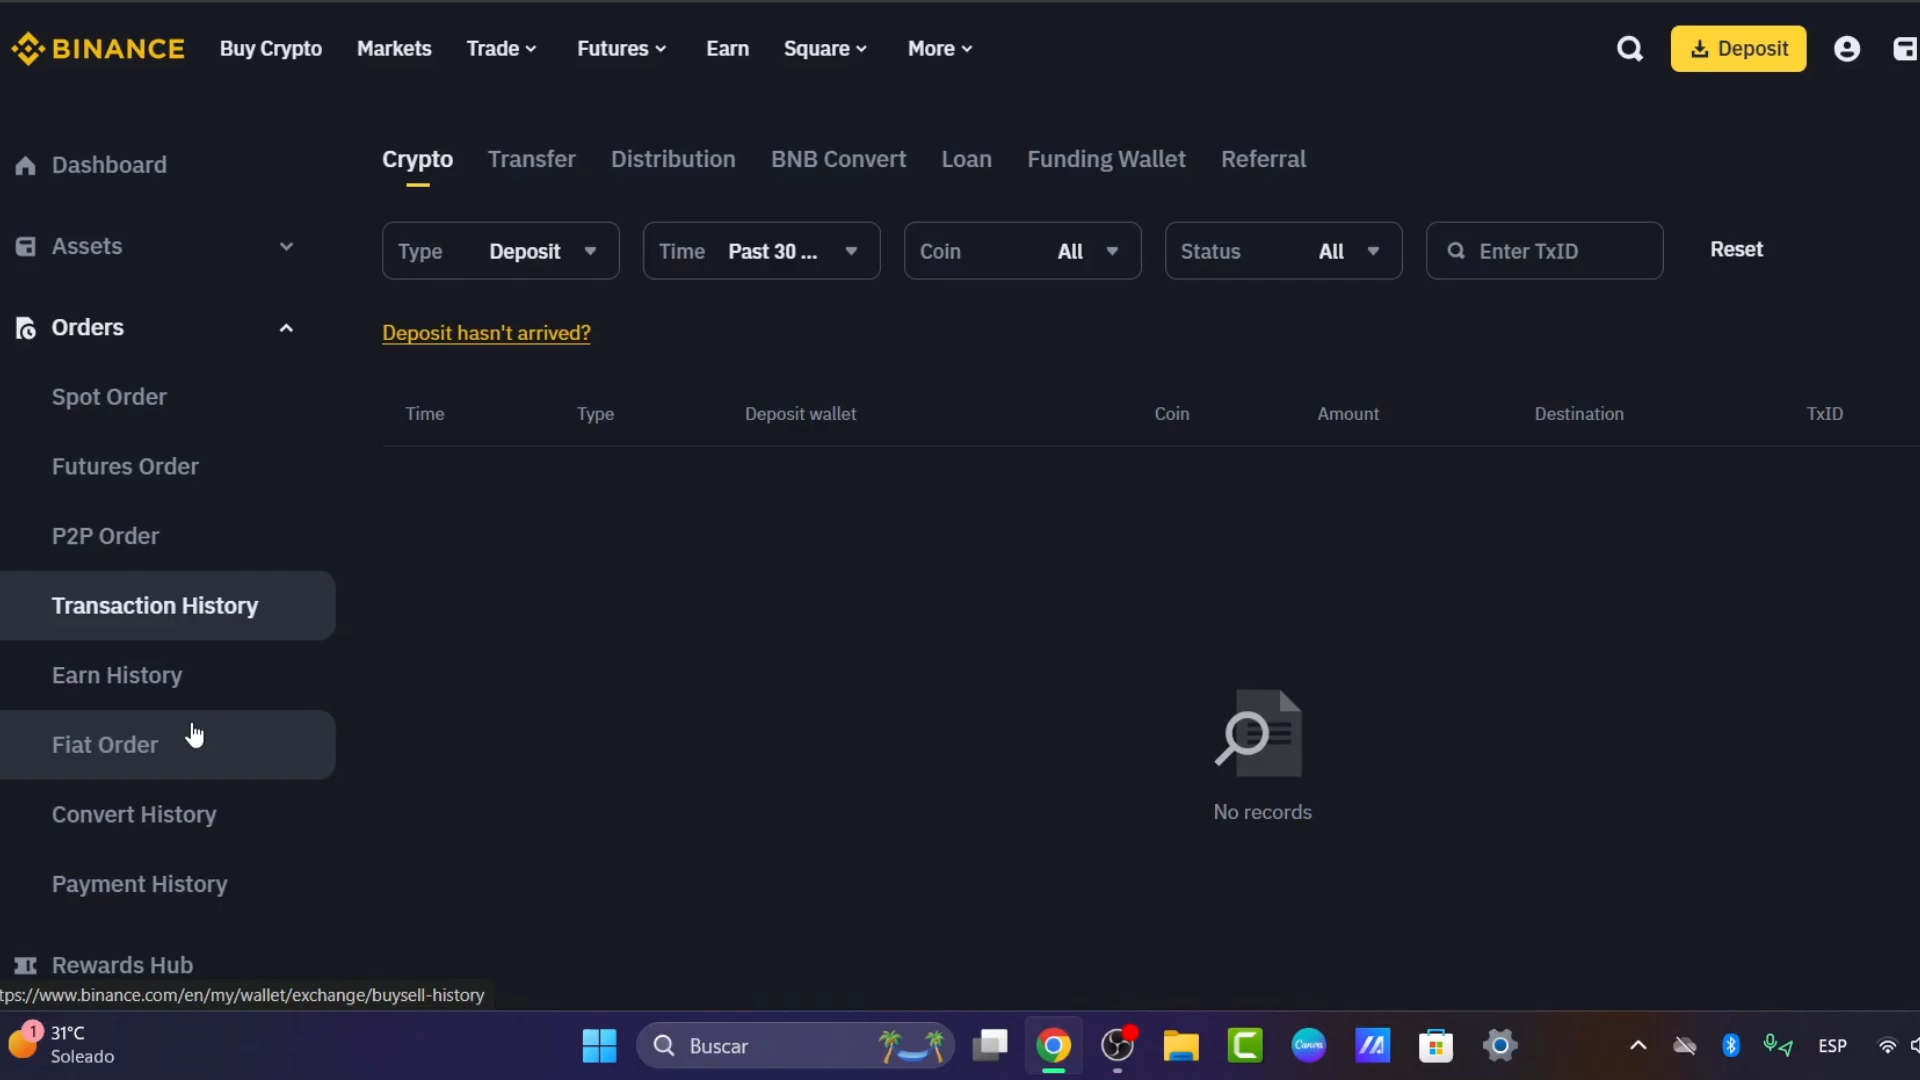 BINANCE
Buy Crypto
Markets
Trade
Futures
Earn
Square
More
Deposit
Dashboard
Assets
Orders
Spot Order
Futures Order
P2P Order
Transaction History
Earn History
Fiat Order
Convert History
Payment History
Rewards Hub
Crypto
Transfer
Distribution
BNB Convert
Loan
Funding Wallet
Referral
Type Deposit
Time Past 30 ...
Coin All
Status All
Enter TxID
Reset
Deposit hasn't arrived?
Time
Type
Deposit wallet
Coin
Amount
Destination
TxID
No records
tps://www.binance.com/en/my/wallet/exchange/buysell-history
1
31°C
Soleado
Buscar
Canva
ESP